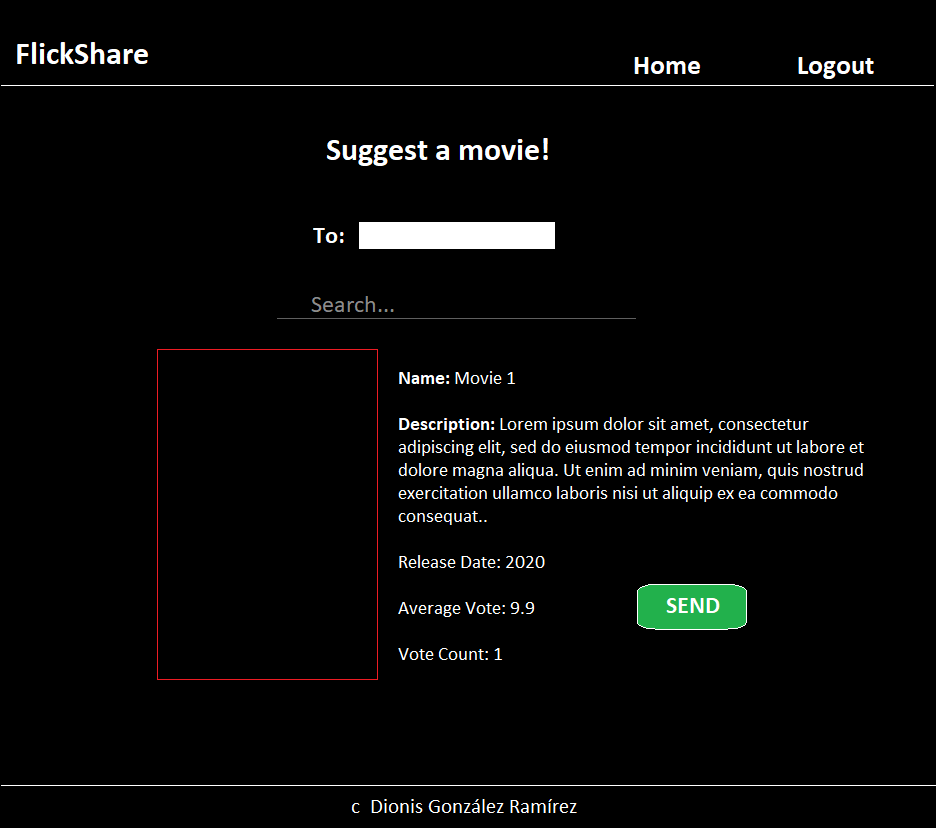 FlickShare
Home
Logout
Suggest a movie!
To:
Search...
Name: Movie 1
Description: Lorem ipsum dolor sit amet, consectetur
adipiscing elit, sed do eiusmod tempor incididunt ut labore et
dolore magna aliqua. Ut enim ad minim veniam, quis nostrud
exercitation ullamco laboris nisi ut aliquip ex ea commodo
consequat..
Release Date: 2020
Average Vote: 9.9
SEND
Vote Count: 1
c Dionis González Ramírez